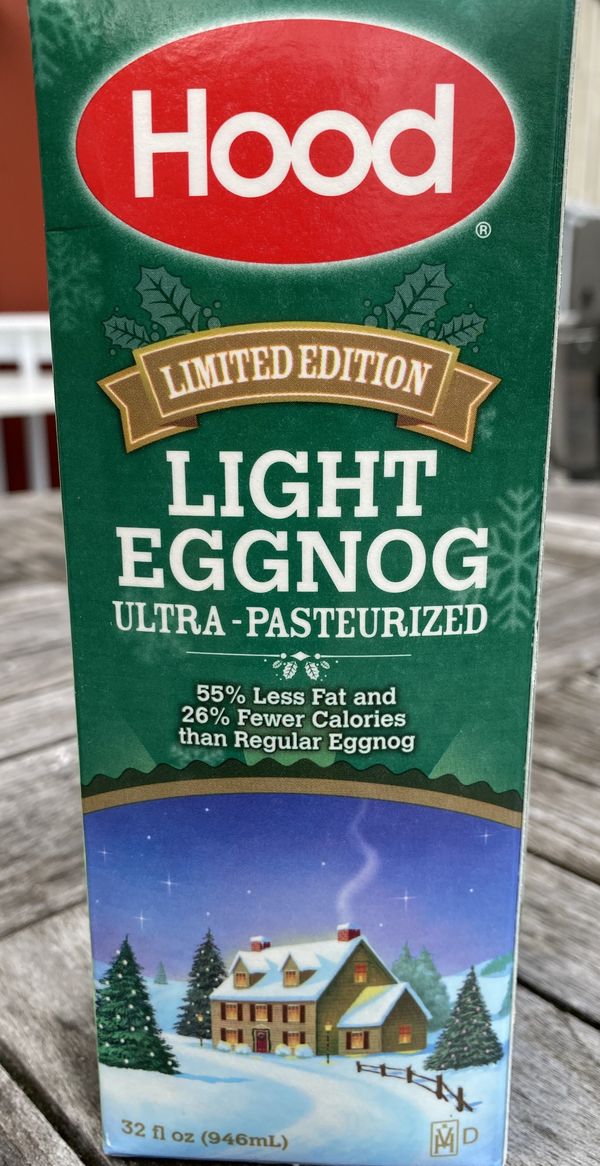 Hood
®
LIMITED EDITION
LIGHT
EGGNOG
ULTRA-PASTEURIZED
55% Less Fat and
26% Fewer Calories
than Regular Eggnog
32 fl oz (946mL)
D